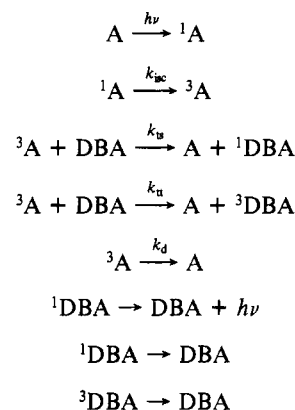 A —hν→ ¹A
¹A —k_isc→ ³A
³A + DBA —k_ts→ A + ¹DBA
³A + DBA —k_tt→ A + ³DBA
³A —k_d→ A
¹DBA → DBA + hν
¹DBA → DBA
³DBA → DBA